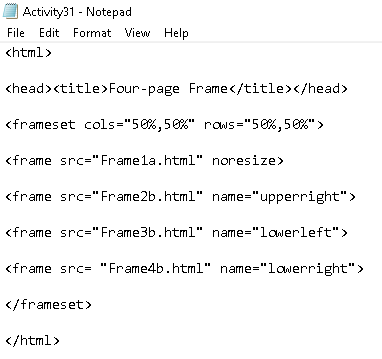 Activity31 - Notepad
File Edit Format View Help
<html>
<head><title>Four-page Frame</title></head>
<frameset cols="50%,50%" rows="50%,50%">
<frame src="Frame1a.html" noresize>
<frame src="Frame2b.html" name="upperright">
<frame src="Frame3b.html" name="lowerleft">
<frame src= "Frame4b.html" name="lowerright">
</frameset>
</html>